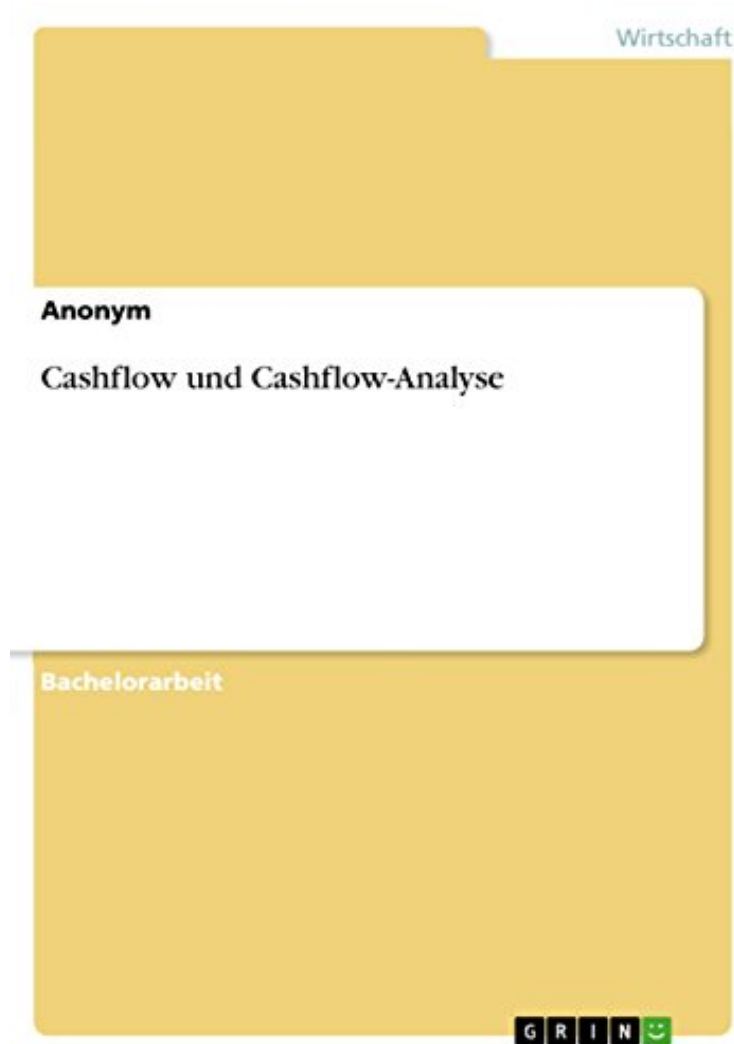 Wirtschaft
Anonym
Cashflow und Cashflow-Analyse
Bachelorarbeit
GRIN